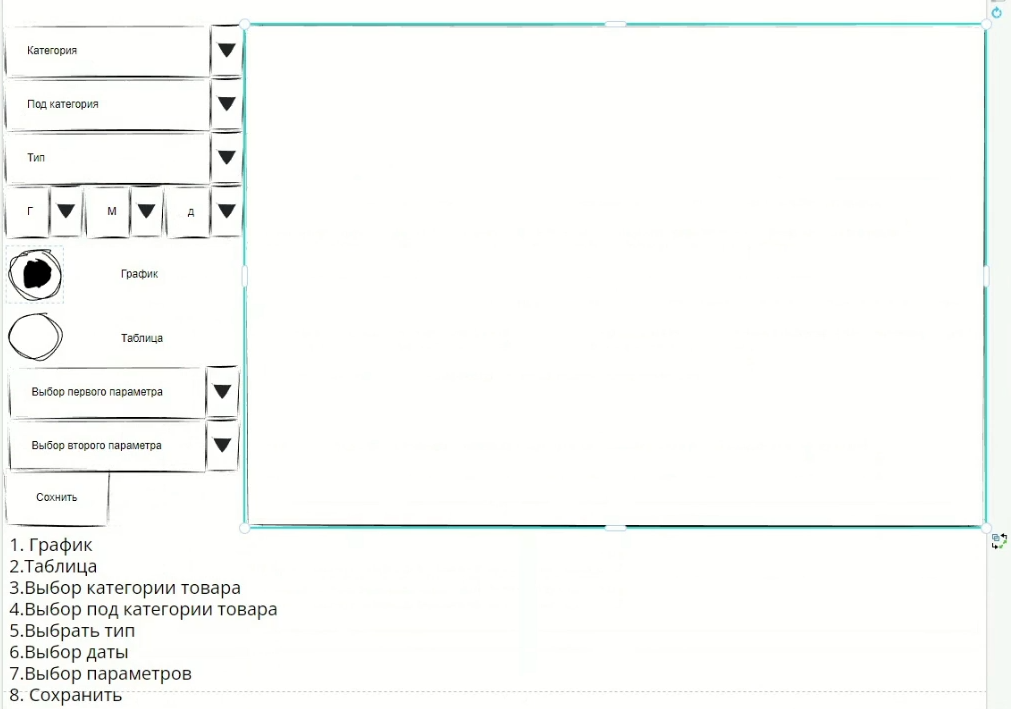 Категория
Под категория
Тип
Г М д
График
Таблица
Выбор первого параметра
Выбор второго параметра
Сохнить
1. График
2.Таблица
3.Выбор категории товара
4.Выбор под категории товара
5.Выбрать тип
6.Выбор даты
7.Выбор параметров
8. Сохранить